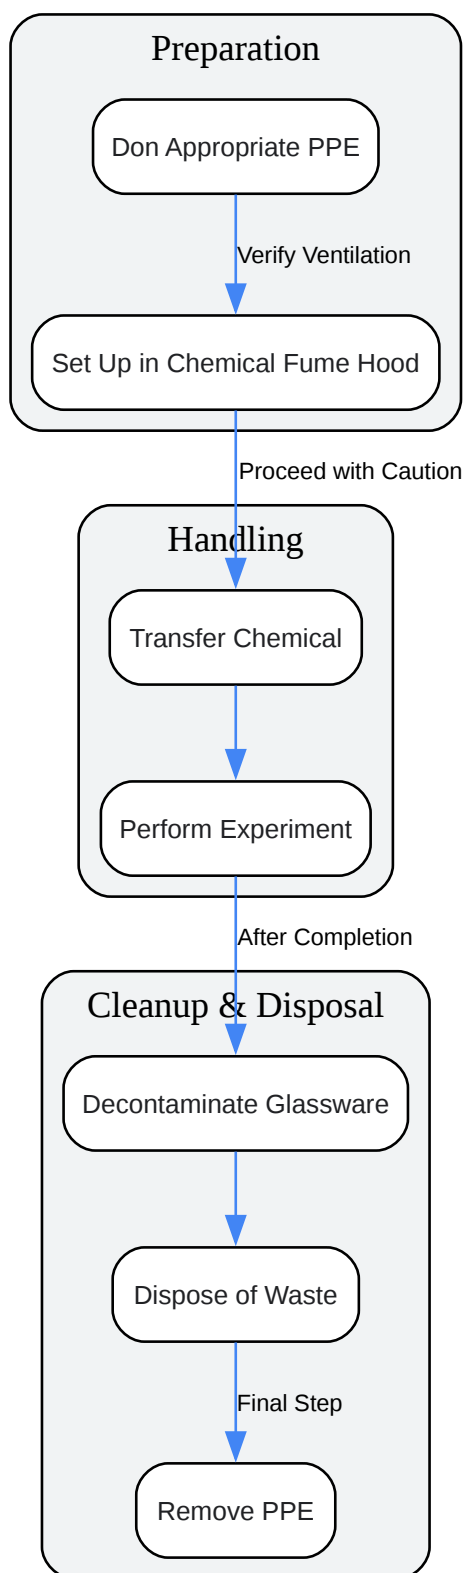 Preparation
Don Appropriate PPE
Verify Ventilation
Set Up in Chemical Fume Hood
Proceed with Caution
Handling
Transfer Chemical
Perform Experiment
After Completion
Cleanup & Disposal
Decontaminate Glassware
Dispose of Waste
Final Step
Remove PPE